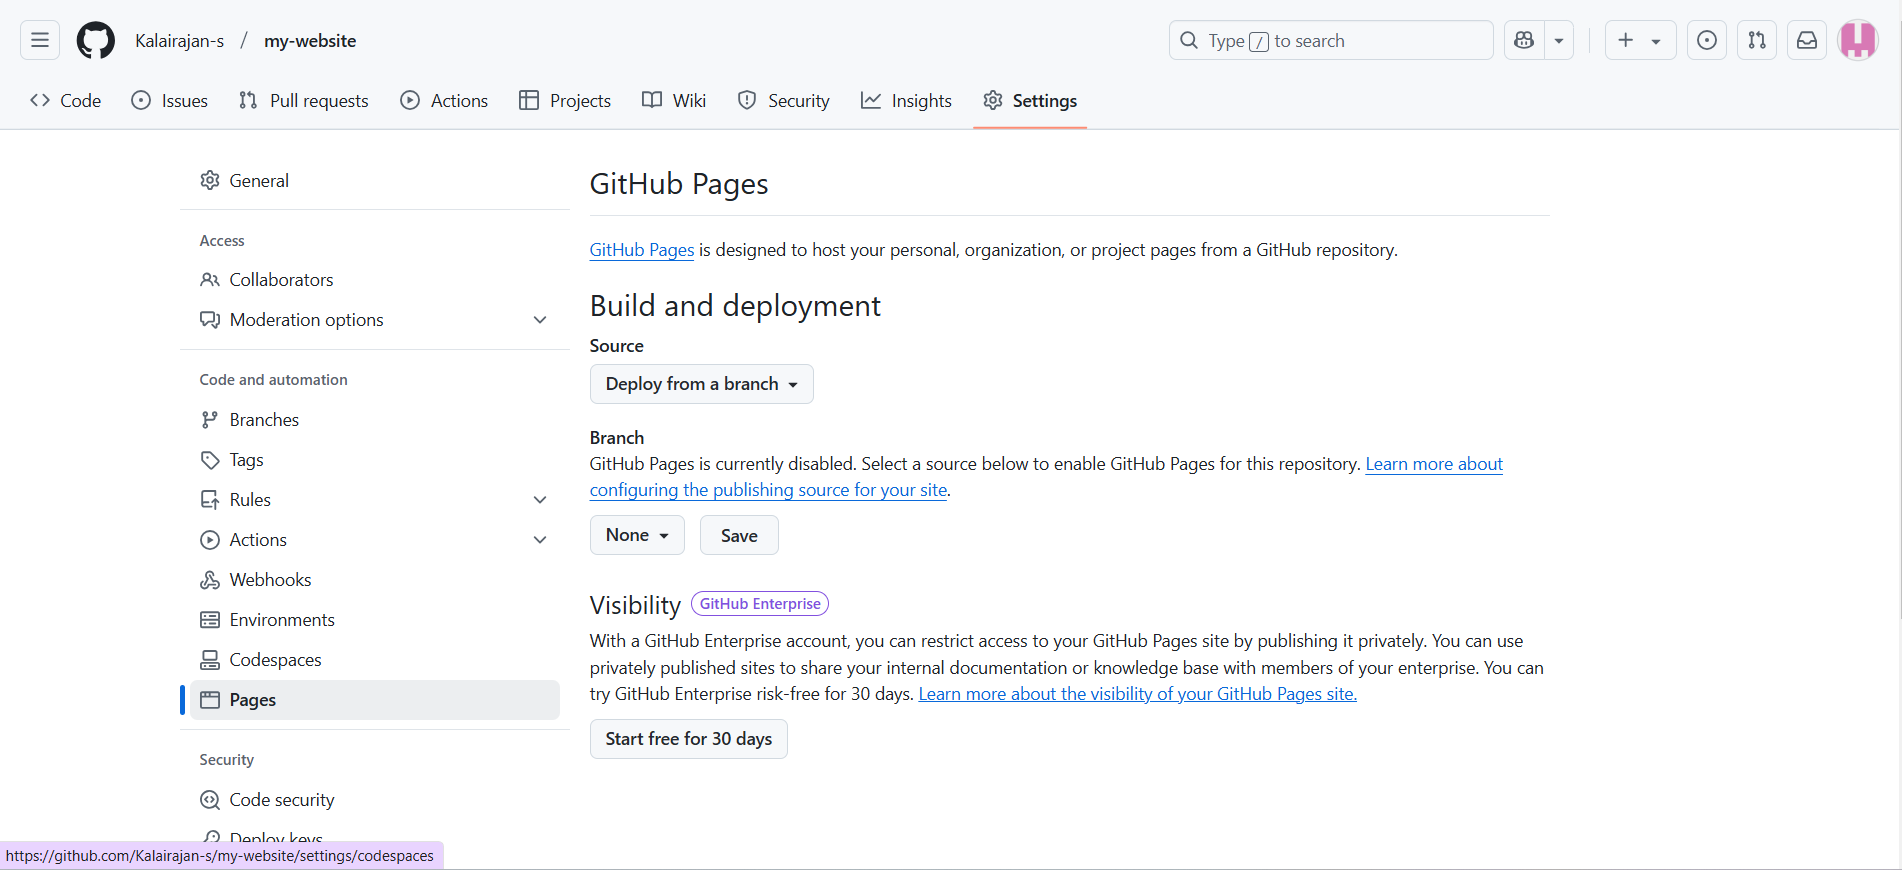 Kalairajan-s / my-website
Type / to search
Code
Issues
Pull requests
Actions
Projects
Wiki
Security
Insights
Settings
General
Access
Collaborators
Moderation options
Code and automation
Branches
Tags
Rules
Actions
Webhooks
Environments
Codespaces
Pages
Security
Code security
Deploy keys
https://github.com/Kalairajan-s/my-website/settings/codespaces
GitHub Pages
GitHub Pages is designed to host your personal, organization, or project pages from a GitHub repository.
Build and deployment
Source
Deploy from a branch
Branch
GitHub Pages is currently disabled. Select a source below to enable GitHub Pages for this repository. Learn more about
configuring the publishing source for your site.
None
Save
Visibility GitHub Enterprise
With a GitHub Enterprise account, you can restrict access to your GitHub Pages site by publishing it privately. You can use
privately published sites to share your internal documentation or knowledge base with members of your enterprise. You can
try GitHub Enterprise risk-free for 30 days. Learn more about the visibility of your GitHub Pages site.
Start free for 30 days